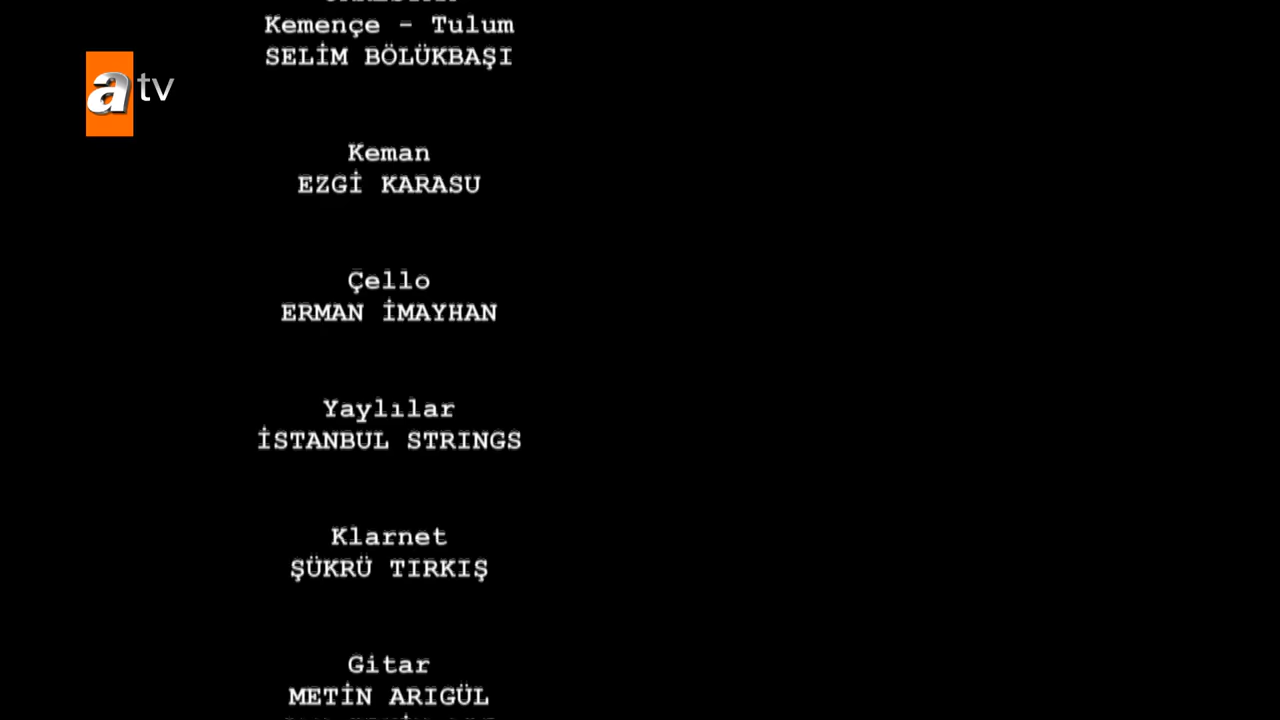 Kemençe - Tulum
SELİM BÖLÜKBAŞI
atv
Keman
EZGİ KARASU
Çello
ERMAN İMAYHAN
Yaylılar
İSTANBUL STRINGS
Klarnet
ŞÜKRÜ TIRKIŞ
Gitar
METİN ARIGÜL